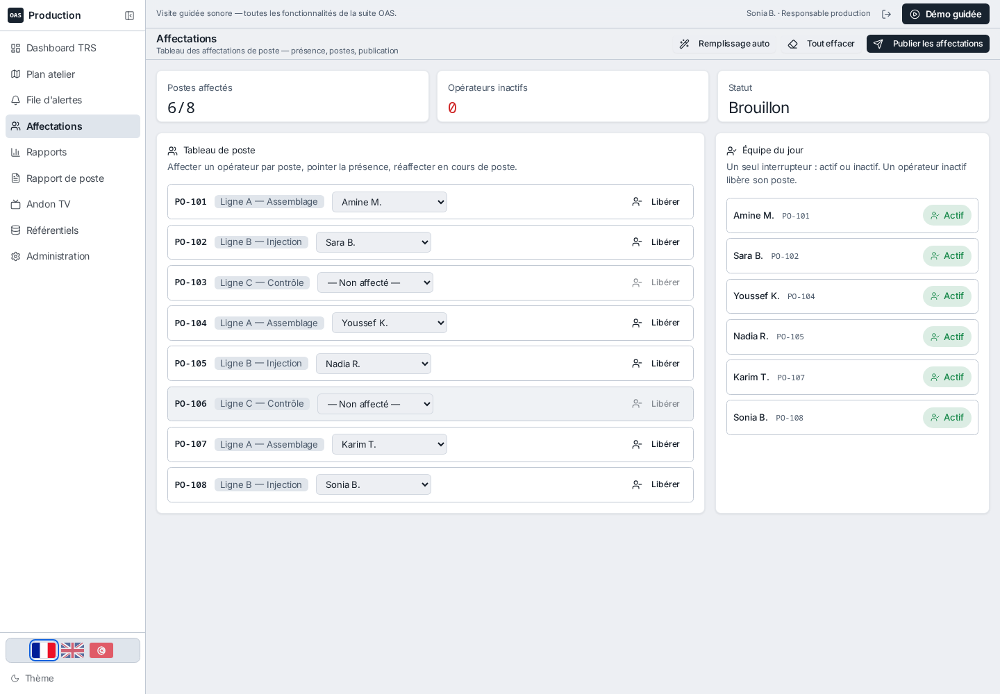 OAS Production
Visite guidée sonore — toutes les fonctionnalités de la suite OAS.
Sonia B. · Responsable production
Démo guidée
Dashboard TRS
Plan atelier
File d'alertes
Affectations
Rapports
Rapport de poste
Andon TV
Référentiels
Administration
Thème
Affectations
Tableau des affectations de poste — présence, postes, publication
Remplissage auto
Tout effacer
Publier les affectations
Postes affectés
6/8
Opérateurs inactifs
0
Statut
Brouillon
Tableau de poste
Affecter un opérateur par poste, pointer la présence, réaffecter en cours de poste.
PO-101 Ligne A — Assemblage Amine M. Libérer
PO-102 Ligne B — Injection Sara B. Libérer
PO-103 Ligne C — Contrôle — Non affecté — Libérer
PO-104 Ligne A — Assemblage Youssef K. Libérer
PO-105 Ligne B — Injection Nadia R. Libérer
PO-106 Ligne C — Contrôle — Non affecté — Libérer
PO-107 Ligne A — Assemblage Karim T. Libérer
PO-108 Ligne B — Injection Sonia B. Libérer
Équipe du jour
Un seul interrupteur : actif ou inactif. Un opérateur inactif
libère son poste.
Amine M. PO-101 Actif
Sara B. PO-102 Actif
Youssef K. PO-104 Actif
Nadia R. PO-105 Actif
Karim T. PO-107 Actif
Sonia B. PO-108 Actif